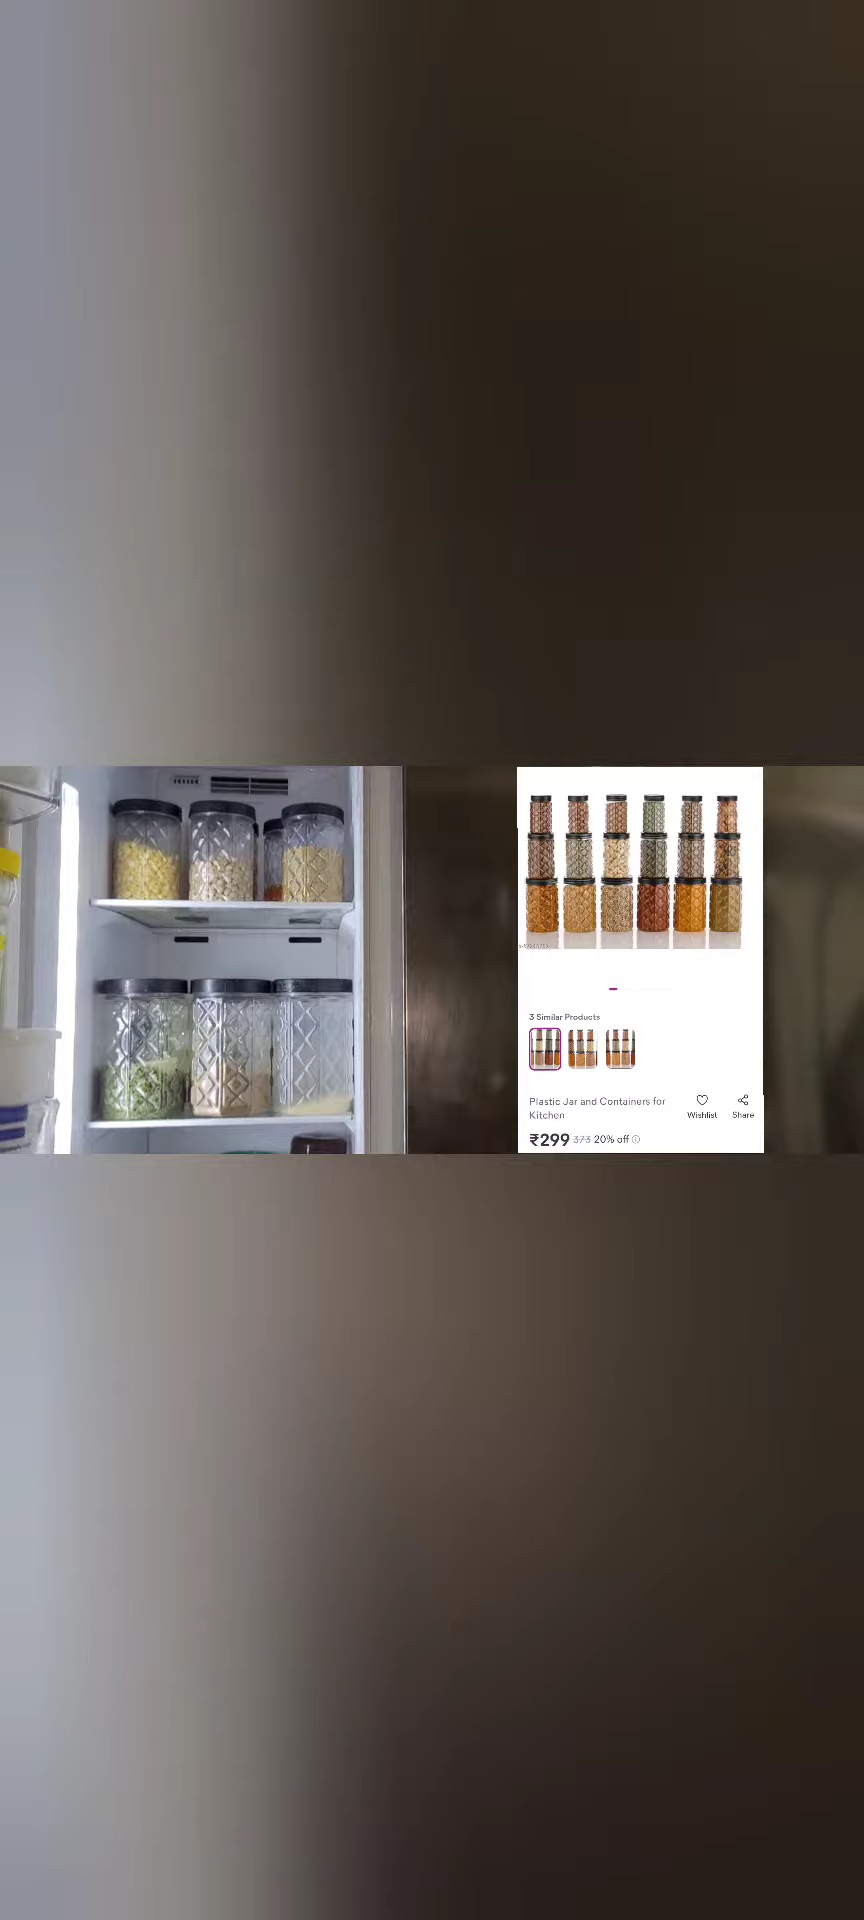 3 Similar Products
Plastic Jar and Containers for
Kitchen
Wishlist
Share
₹299 373 20% off